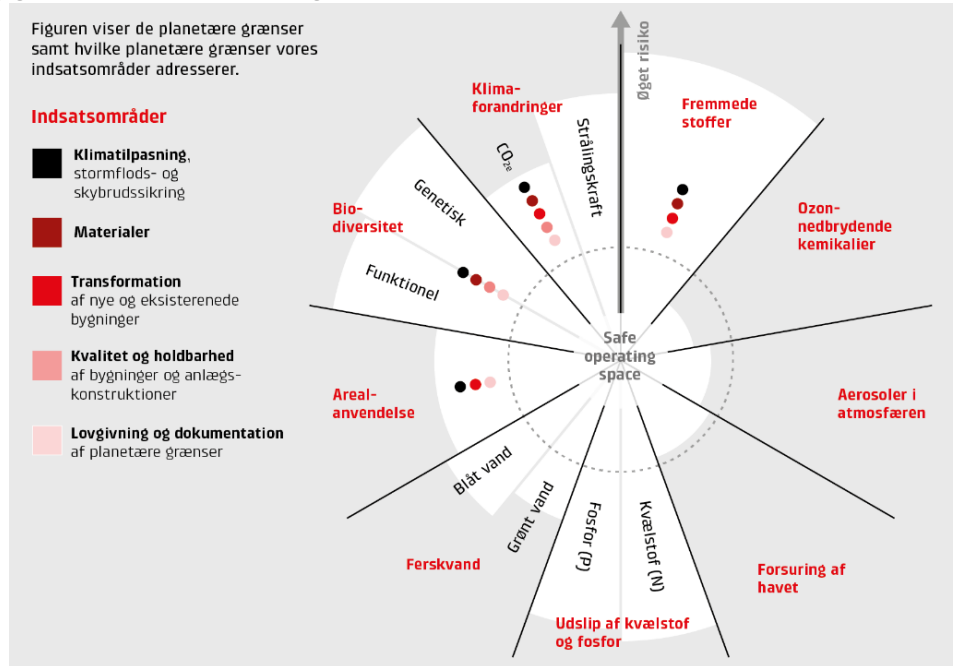 Figuren viser de planetære grænser
samt hvilke planetære grænser vores
indsatsområder adresserer.
Indsatsområder
Klimatilpasning,
stormflods- og
skybrudssikring
Materialer
Transformation
af nye og eksisterenede
bygninger
Kvalitet og holdbarhed
af bygninger og anlægs-
konstruktioner
Lovgivning og dokumentation
af planetære grænser
Øget risiko
Klima-
forandringer
CO2e
Strålingskraft
Fremmede
stoffer
Ozon-
nedbrydende
kemikalier
Aerosoler i
atmosfæren
Forsuring af
havet
Udslip af kvælstof
og fosfor
Kvælstof (N)
Fosfor (P)
Ferskvand
Grønt vand
Blåt vand
Areal-
anvendelse
Bio-
diversitet
Funktionel
Genetisk
Safe
operating
space